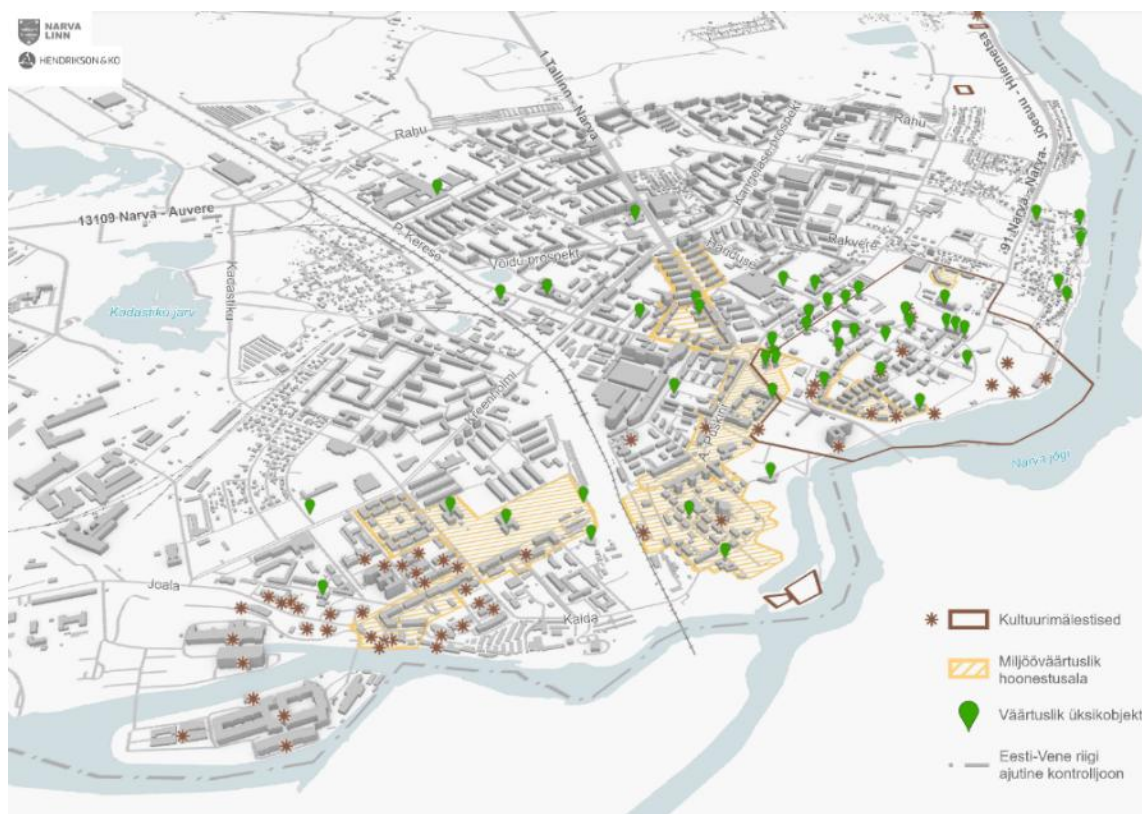 NARVA
LINN
HENDRIKSON&KO
1 Tallinn - Narva
91 Narva - Narva-
Jõesuu - Hiiemetsa
Rahu
Rahu
Kangelaste prospekt
13109 Narva - Auvere
P. Kerese
Võidu prospekt
Pariduse
Rakvere
Kadastiku
Kadastiku järv
Kreenholmi
A. Puškini
Narva jõgi
Joala
Kalda
Kultuurimälestised
Miljööväärtuslik
hoonestusala
Väärtuslik üksikobjekt
Eesti-Vene riigi
ajutine kontrolljoon